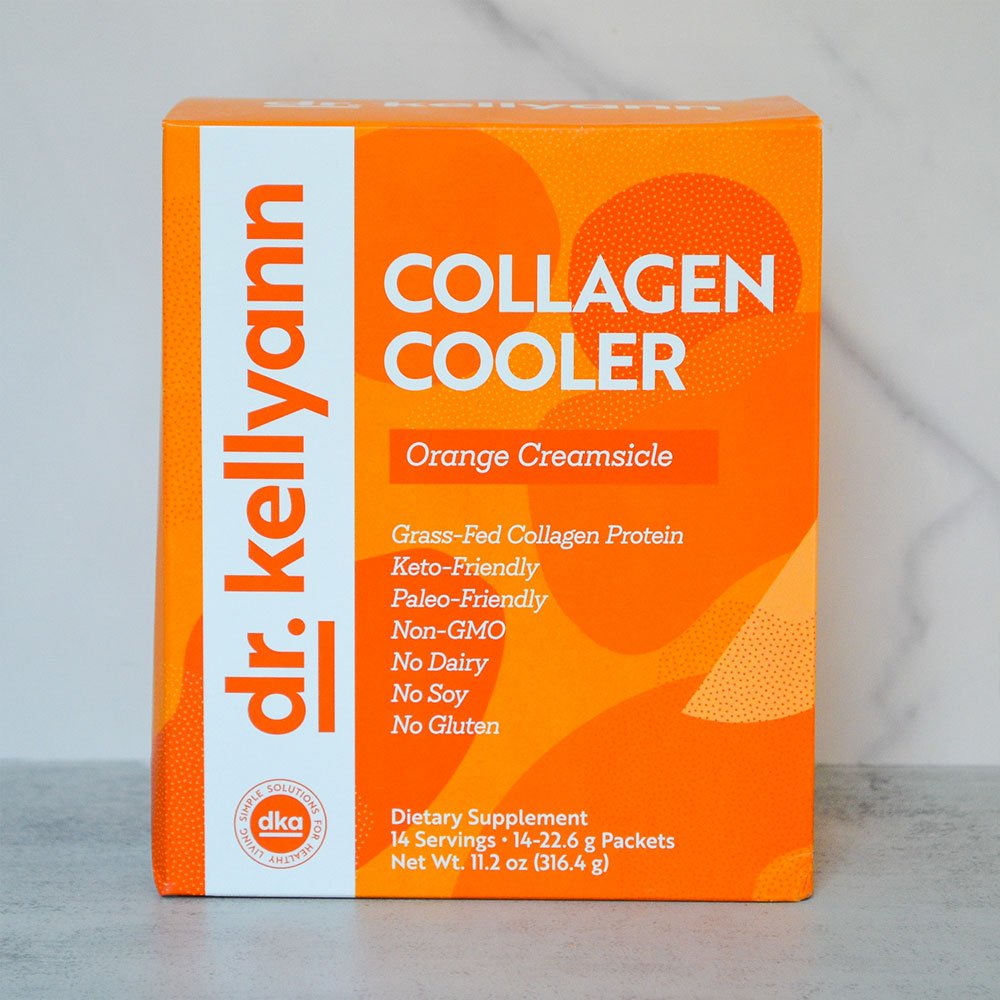 dr. kellyann
dr. kellyann
COLLAGEN
COOLER
Orange Creamsicle
Grass-Fed Collagen Protein
Keto-Friendly
Paleo-Friendly
Non-GMO
No Dairy
No Soy
No Gluten
Dietary Supplement
14 Servings • 14-22.6 g Packets
Net Wt. 11.2 oz (316.4 g)
SIMPLE SOLUTIONS FOR HEALTHY LIVING
dka